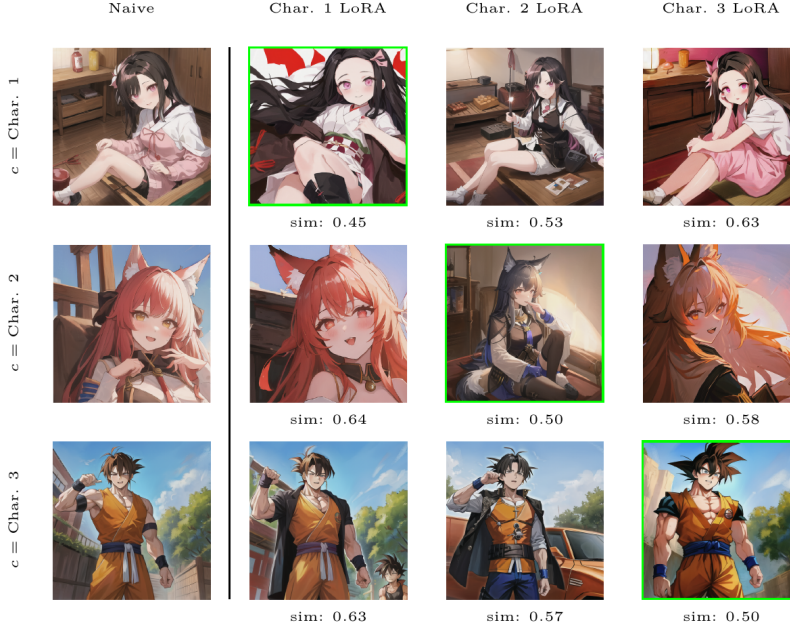 Naive Char. 1 LoRA Char. 2 LoRA Char. 3 LoRA
c = Char. 1
sim: 0.45 sim: 0.53 sim: 0.63
c = Char. 2
sim: 0.64 sim: 0.50 sim: 0.58
c = Char. 3
sim: 0.63 sim: 0.57 sim: 0.50